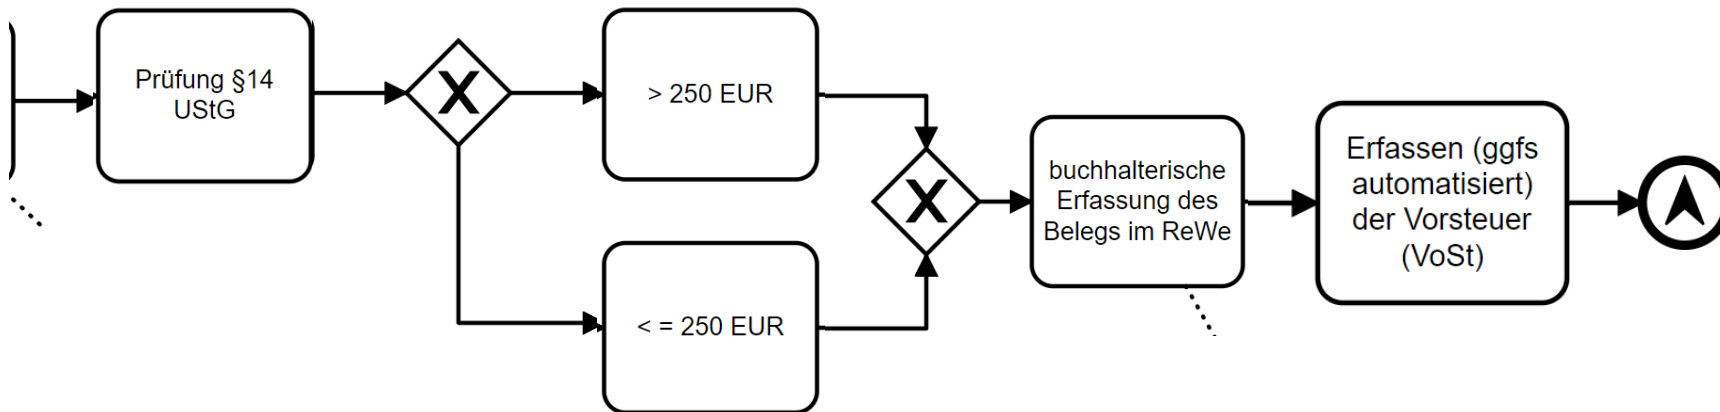 Prüfung §14
UStG
X
> 250 EUR
< = 250 EUR
X
buchhalterische
Erfassung des
Belegs im ReWe
Erfassen (ggfs
automatisiert)
der Vorsteuer
(VoSt)